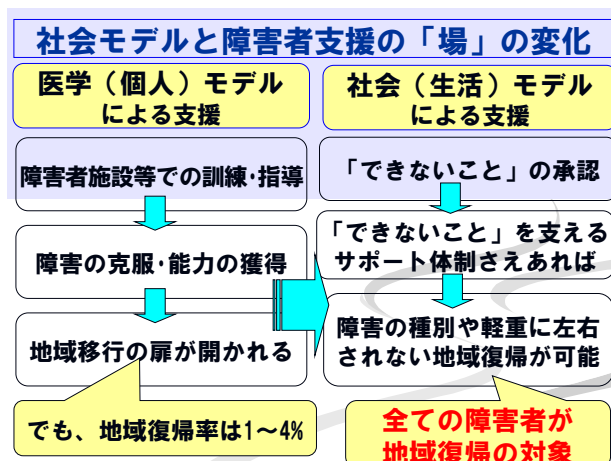 社会モデルと障害者支援の「場」の変化
医学（個人）モデル
による支援
障害者施設等での訓練･指導
障害の克服･能力の獲得
地域移行の扉が開かれる
でも、地域復帰率は1～4%
社会（生活）モデル
による支援
「できないこと」の承認
「できないこと」を支える
サポート体制さえあれば
障害の種別や軽重に左右
されない地域復帰が可能
全ての障害者が
地域復帰の対象